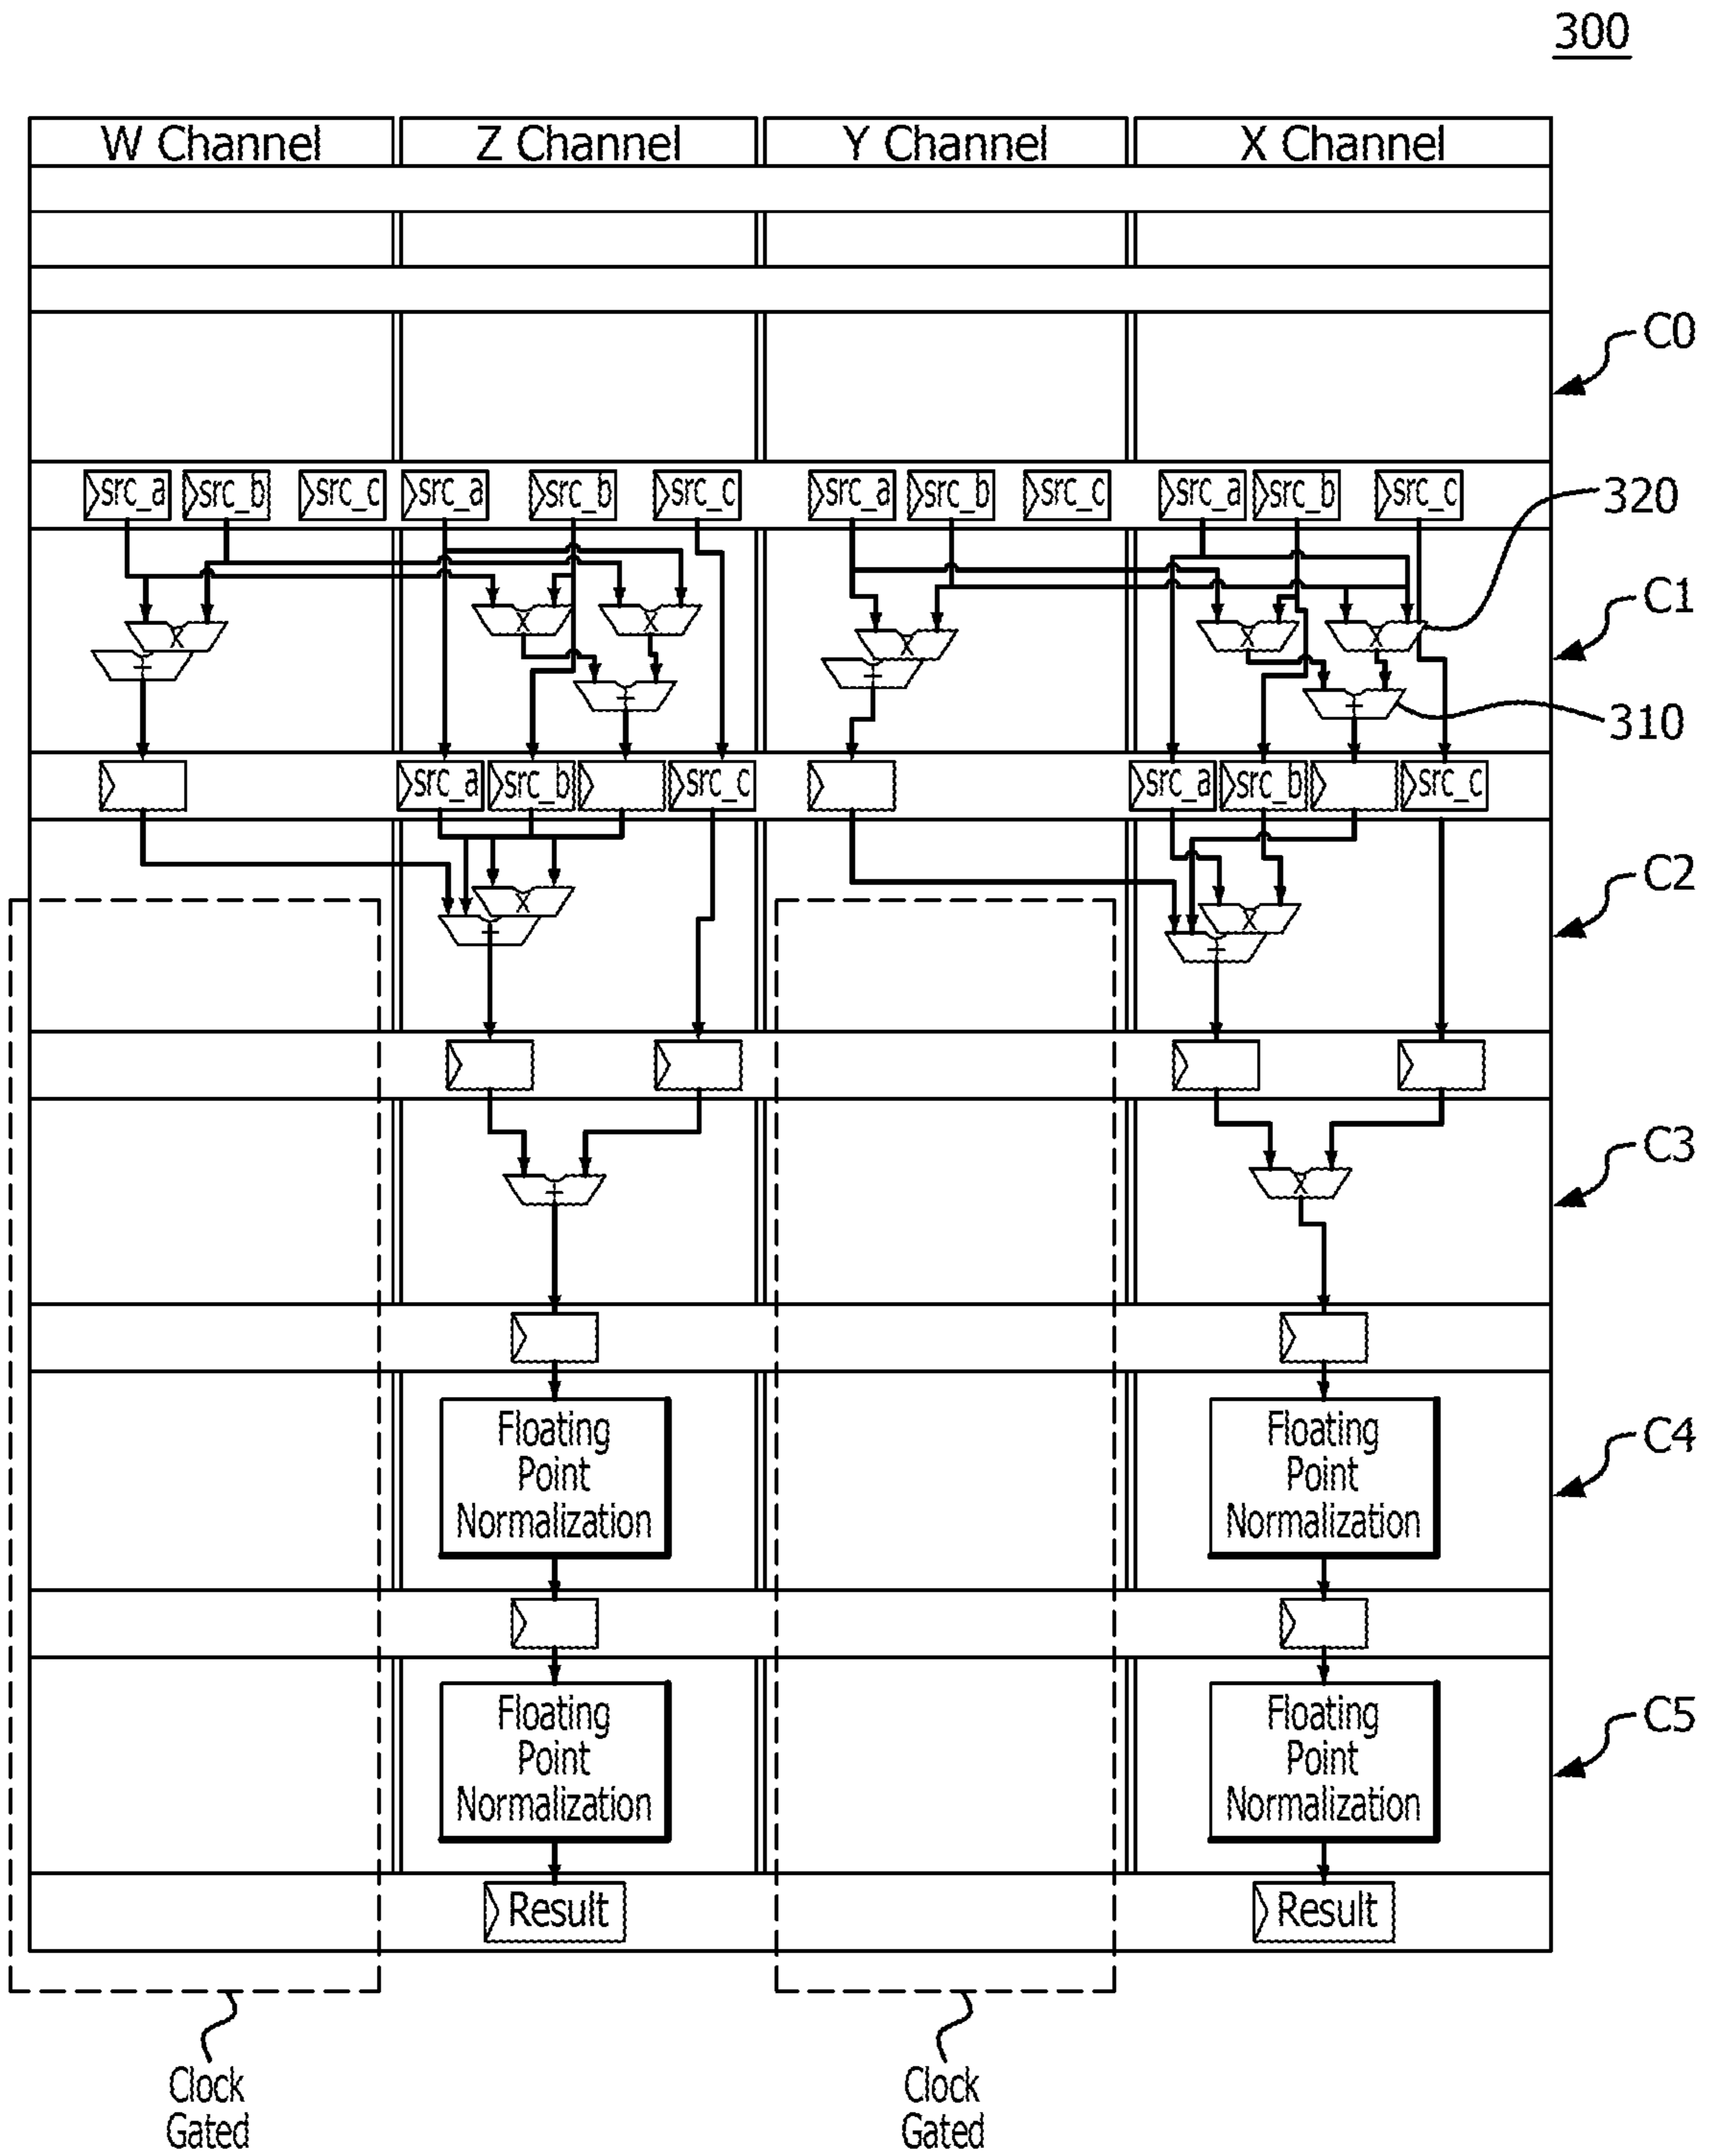 300
W Channel Z Channel Y Channel X Channel
C0
src_a src_b src_c src_a src_b src_c src_a src_b src_c src_a src_b src_c
320
C1
X X X X X X
+ + + +
310
src_a src_b src_c src_a src_b src_c
C2
X X
+ +
C3
+ X
Floating Floating
C4
Point Point
Normalization Normalization
Floating Floating
C5
Point Point
Normalization Normalization
Result Result
Clock Clock
Gated Gated